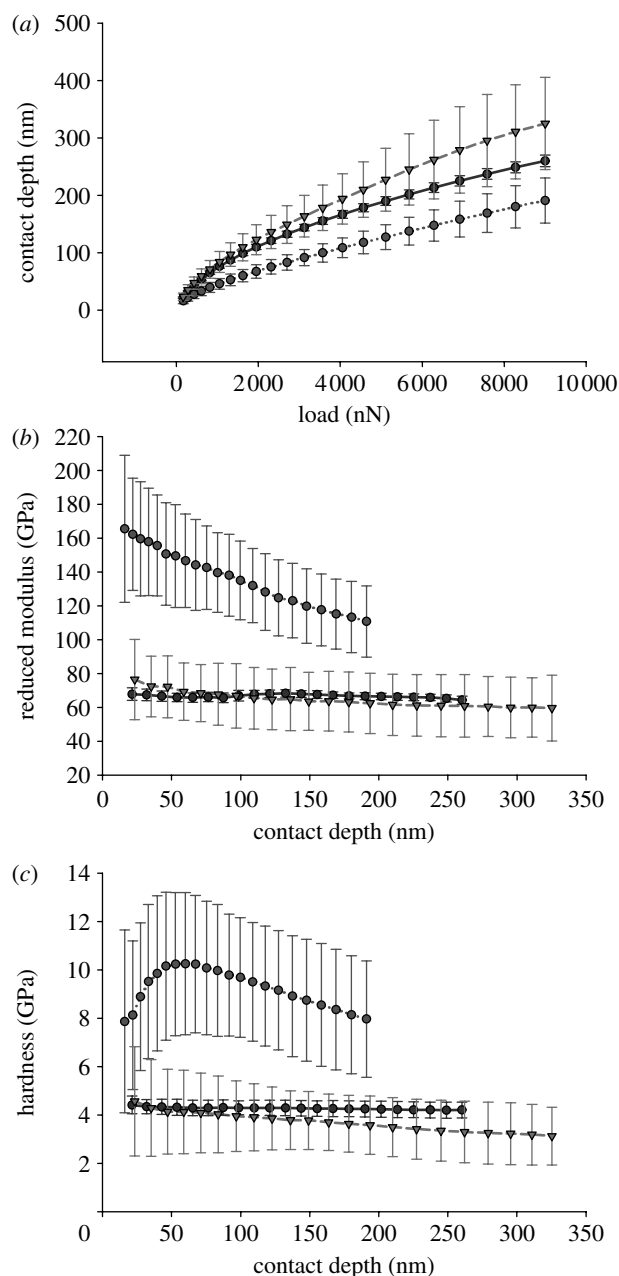 (a)
500
400
300
200
100
0
contact depth (nm)
0 2000 4000 6000 8000 10 000
load (nN)
(b)
220
200
180
160
140
120
100
80
60
40
20
reduced modulus (GPa)
0 50 100 150 200 250 300 350
contact depth (nm)
(c)
14
12
10
8
6
4
2
hardness (GPa)
0 50 100 150 200 250 300 350
contact depth (nm)